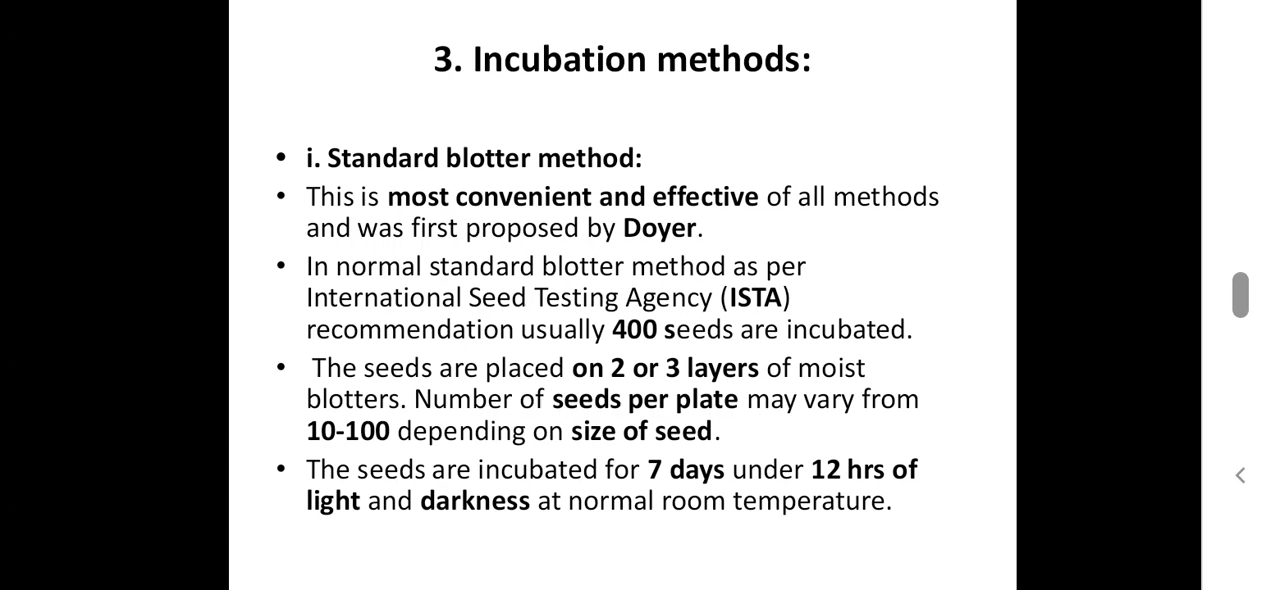 3. Incubation methods:
• i. Standard blotter method:
• This is most convenient and effective of all methods
and was first proposed by Doyer.
• In normal standard blotter method as per
International Seed Testing Agency (ISTA)
recommendation usually 400 seeds are incubated.
• The seeds are placed on 2 or 3 layers of moist
blotters. Number of seeds per plate may vary from
10-100 depending on size of seed.
• The seeds are incubated for 7 days under 12 hrs of
light and darkness at normal room temperature.